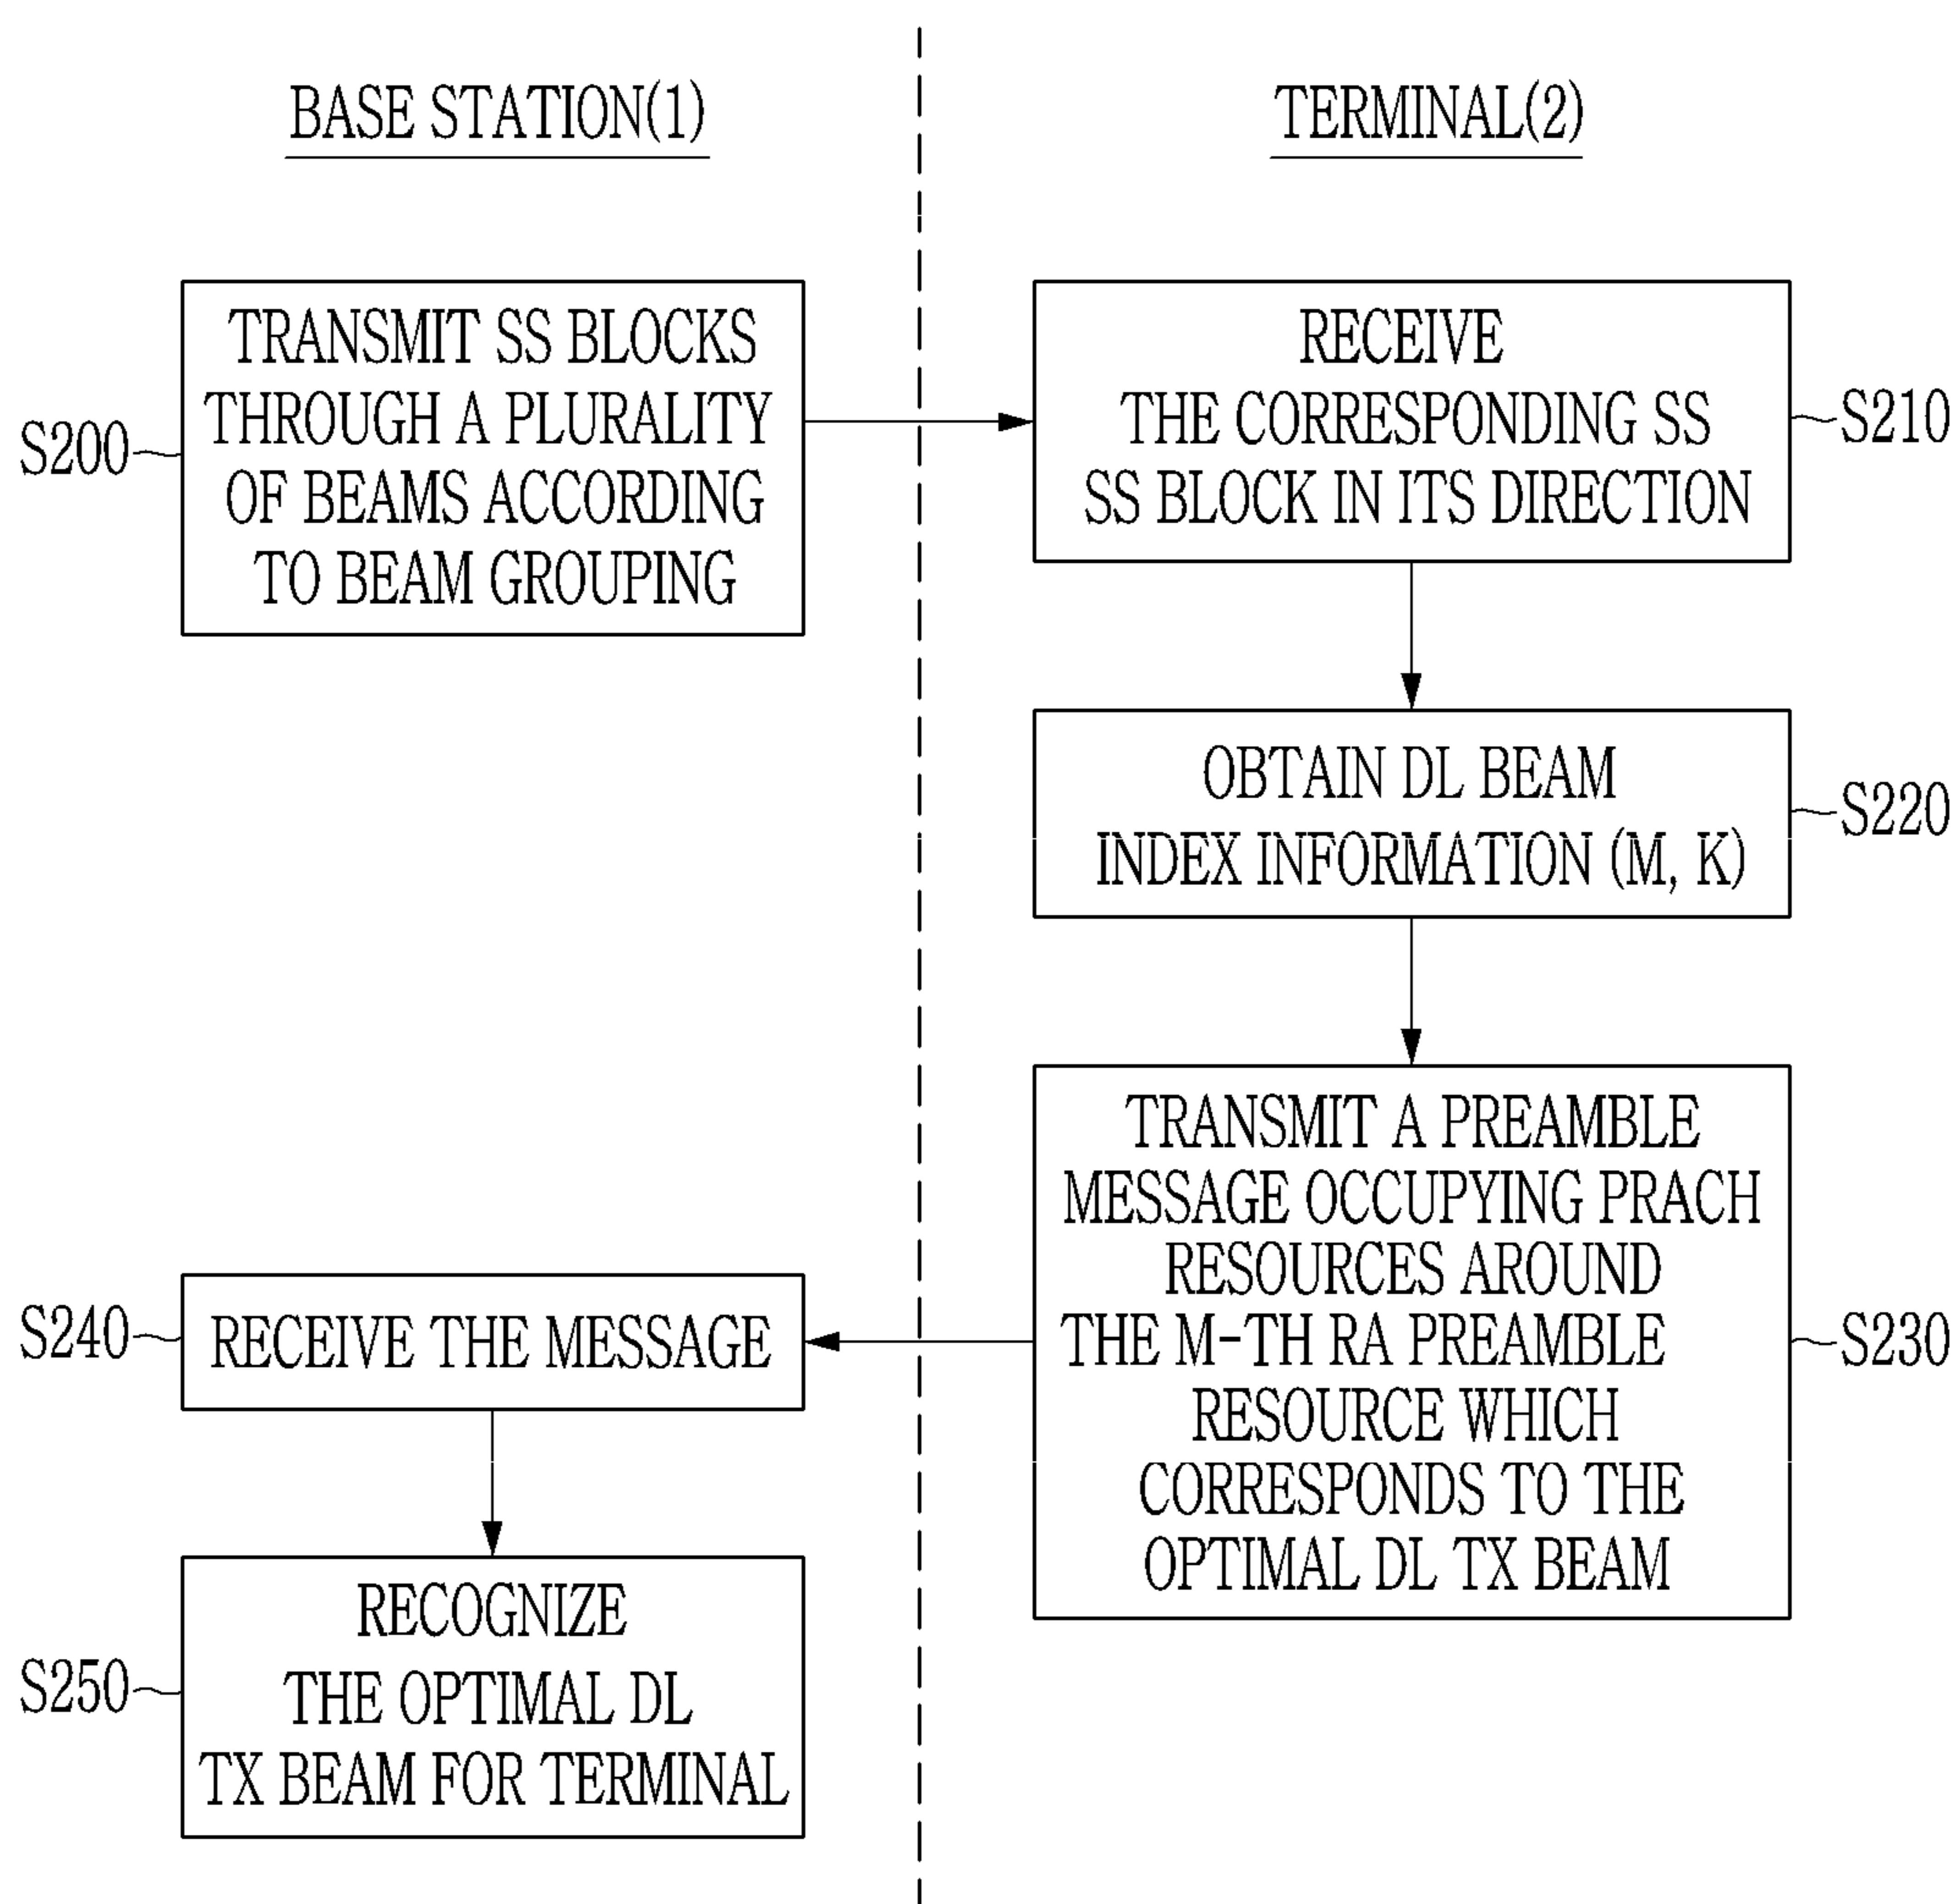 BASE STATION(1)
TERMINAL(2)
S200
TRANSMIT SS BLOCKS
THROUGH A PLURALITY
OF BEAMS ACCORDING
TO BEAM GROUPING
RECEIVE
THE CORRESPONDING SS
SS BLOCK IN ITS DIRECTION
S210
OBTAIN DL BEAM
INDEX INFORMATION (M, K)
S220
TRANSMIT A PREAMBLE
MESSAGE OCCUPYING PRACH
RESOURCES AROUND
THE M-TH RA PREAMBLE
RESOURCE WHICH
CORRESPONDS TO THE
OPTIMAL DL TX BEAM
S230
S240
RECEIVE THE MESSAGE
S250
RECOGNIZE
THE OPTIMAL DL
TX BEAM FOR TERMINAL